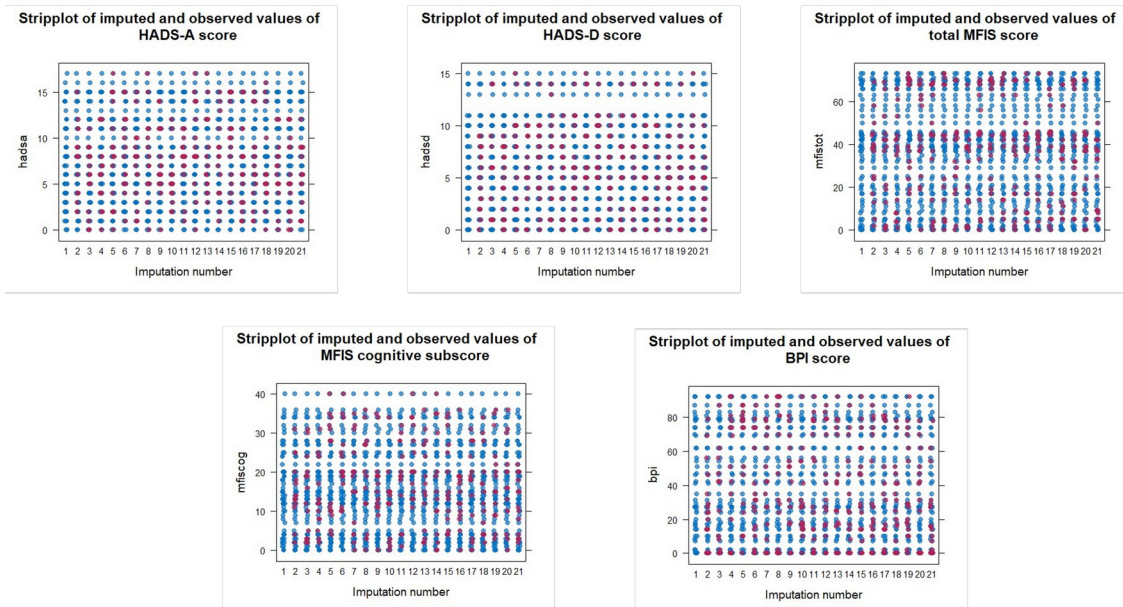 Stripplot of imputed and observed values of
HADS-A score
hadsa
15
10
5
0
1 2 3 4 5 6 7 8 9 10 11 12 13 14 15 16 17 18 19 20 21
Imputation number
Stripplot of imputed and observed values of
HADS-D score
hadsd
15
10
5
0
1 2 3 4 5 6 7 8 9 10 11 12 13 14 15 16 17 18 19 20 21
Imputation number
Stripplot of imputed and observed values of
total MFIS score
mfistot
60
40
20
0
1 2 3 4 5 6 7 8 9 10 11 12 13 14 15 16 17 18 19 20 21
Imputation number
Stripplot of imputed and observed values of
MFIS cognitive subscore
mfiscog
40
30
20
10
0
1 2 3 4 5 6 7 8 9 10 11 12 13 14 15 16 17 18 19 20 21
Imputation number
Stripplot of imputed and observed values of
BPI score
bpi
80
60
40
20
0
1 2 3 4 5 6 7 8 9 10 11 12 13 14 15 16 17 18 19 20 21
Imputation number